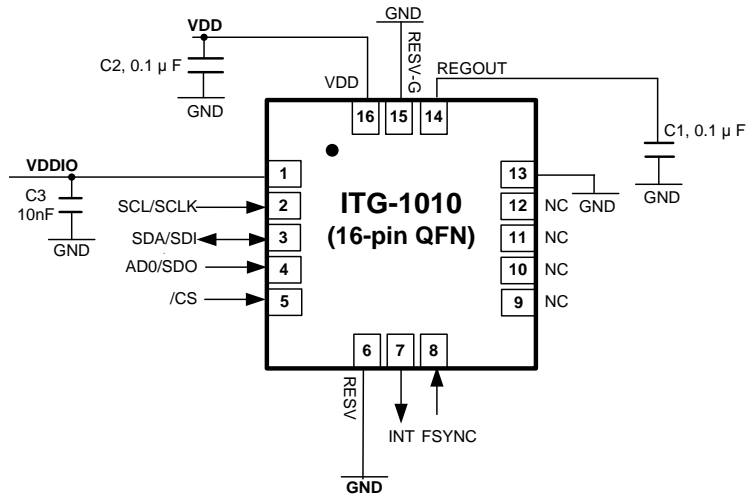 GND
VDD
C2, 0.1 µ F
GND
VDD
RESV-G
REGOUT
C1, 0.1 µ F
GND
16
15
14
VDDIO
C3
10nF
GND
1
SCL/SCLK
2
SDA/SDI
3
AD0/SDO
4
/CS
5
ITG-1010
(16-pin QFN)
13
GND
12 NC
11 NC
10 NC
9 NC
6
7
8
RESV
INT FSYNC
GND